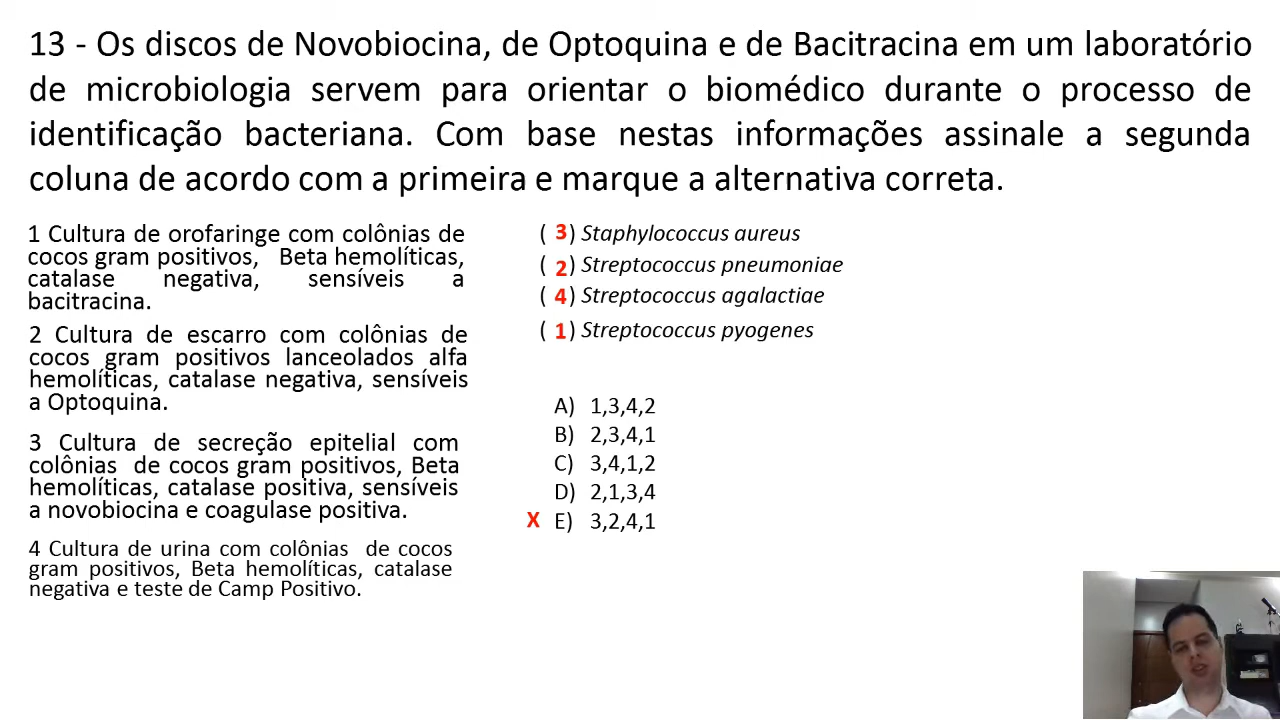 13 - Os discos de Novobiocina, de Optoquina e de Bacitracina em um laboratório
de microbiologia servem para orientar o biomédico durante o processo de
identificação bacteriana. Com base nestas informações assinale a segunda
coluna de acordo com a primeira e marque a alternativa correta.
1 Cultura de orofaringe com colônias de
cocos gram positivos, Beta hemolíticas,
catalase negativa, sensíveis a
bacitracina.
2 Cultura de escarro com colônias de
cocos gram positivos lanceolados alfa
hemolíticas, catalase negativa, sensíveis
a Optoquina.
3 Cultura de secreção epitelial com
colônias de cocos gram positivos, Beta
hemolíticas, catalase positiva, sensíveis
a novobiocina e coagulase positiva.
4 Cultura de urina com colônias de cocos
gram positivos, Beta hemolíticas, catalase
negativa e teste de Camp Positivo.
( 3 ) Staphylococcus aureus
( 2 ) Streptococcus pneumoniae
( 4 ) Streptococcus agalactiae
( 1 ) Streptococcus pyogenes
A) 1,3,4,2
B) 2,3,4,1
C) 3,4,1,2
D) 2,1,3,4
X E) 3,2,4,1